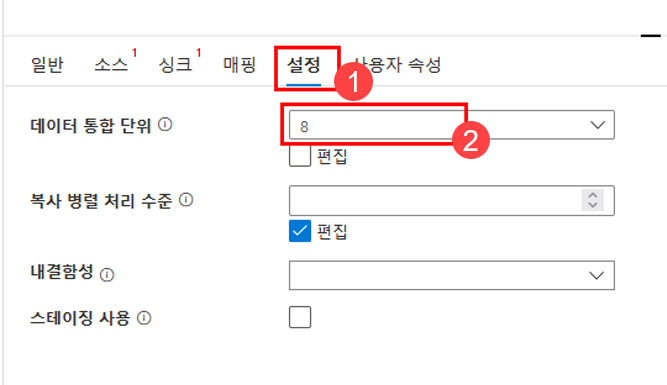 일반 소스 1 싱크 1 매핑 설정 사용자 속성
1
데이터 통합 단위 8
2
편집
복사 병렬 처리 수준
편집
내결함성
스테이징 사용